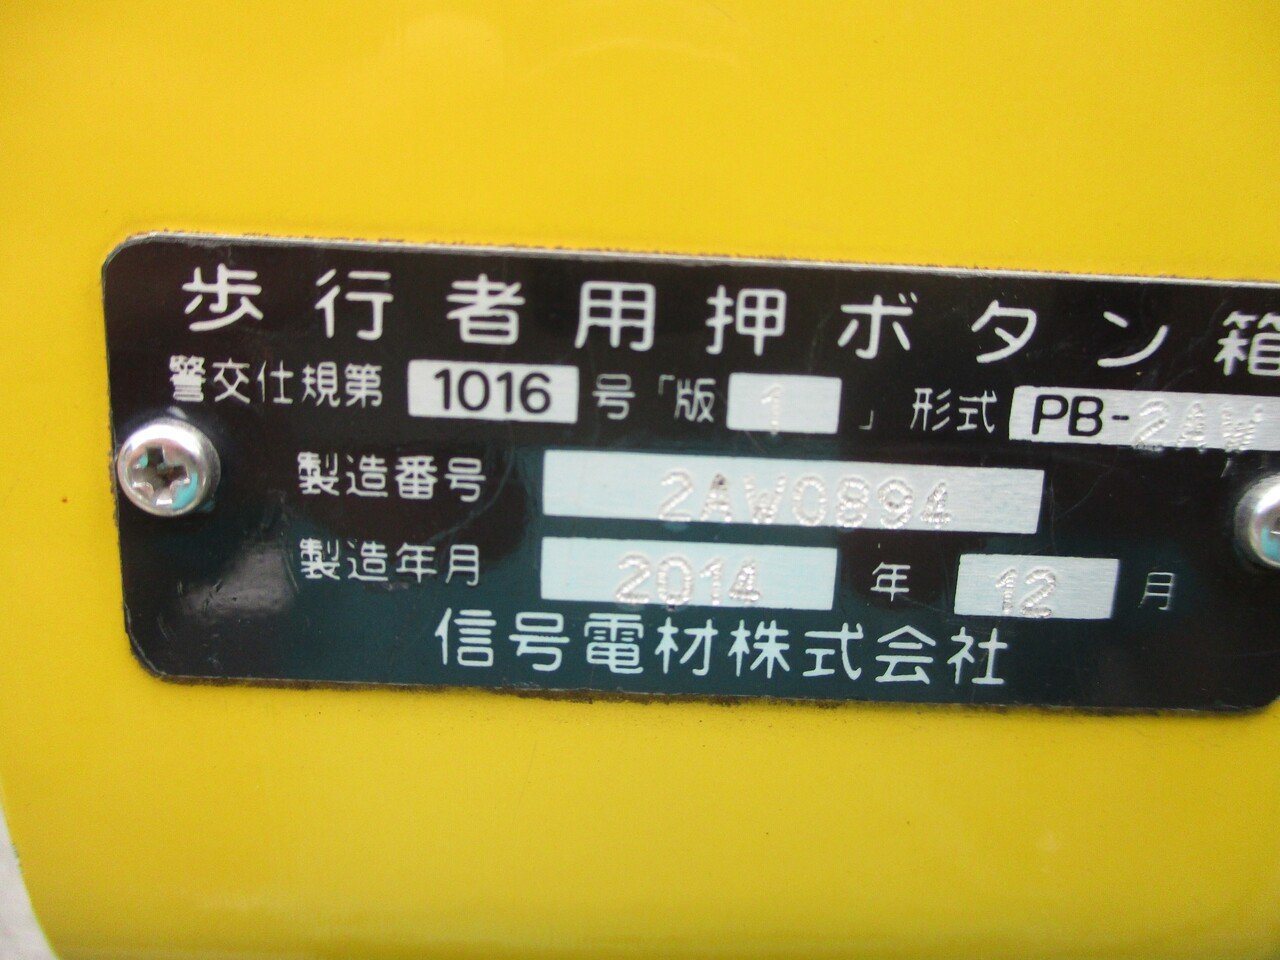 歩行者用押ボタン箱
警交仕規第 1016 号「版 1 」形式 PB-2AW
製造番号 2AW0894
製造年月 2014 年 12 月
信号電材株式会社